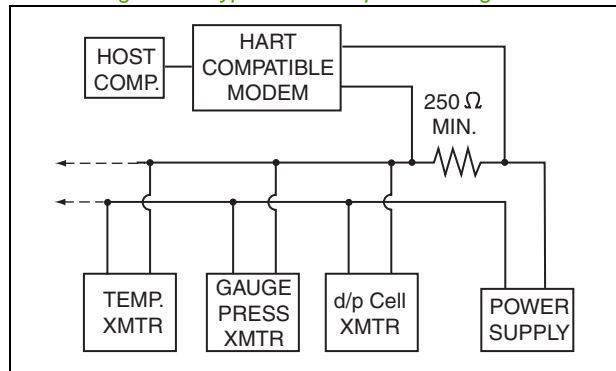 HOST
COMP.
HART
COMPATIBLE
MODEM
250 Ω
MIN.
TEMP.
XMTR
GAUGE
PRESS
XMTR
d/p Cell
XMTR
POWER
SUPPLY